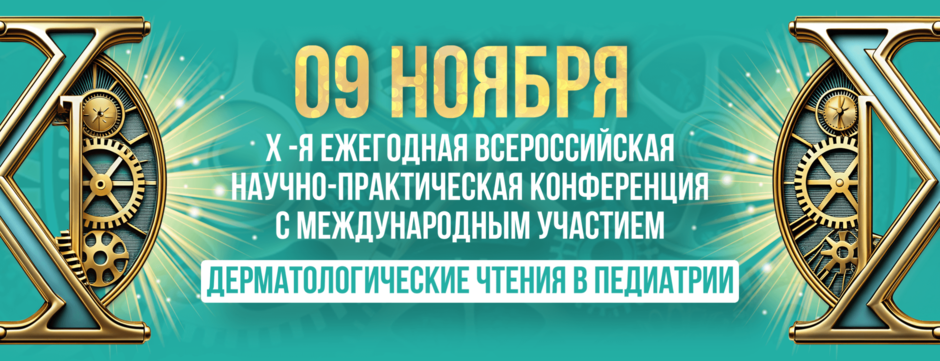 09 НОЯБРЯ
X -Я ЕЖЕГОДНАЯ ВСЕРОССИЙСКАЯ
НАУЧНО-ПРАКТИЧЕСКАЯ КОНФЕРЕНЦИЯ
С МЕЖДУНАРОДНЫМ УЧАСТИЕМ
ДЕРМАТОЛОГИЧЕСКИЕ ЧТЕНИЯ В ПЕДИАТРИИ